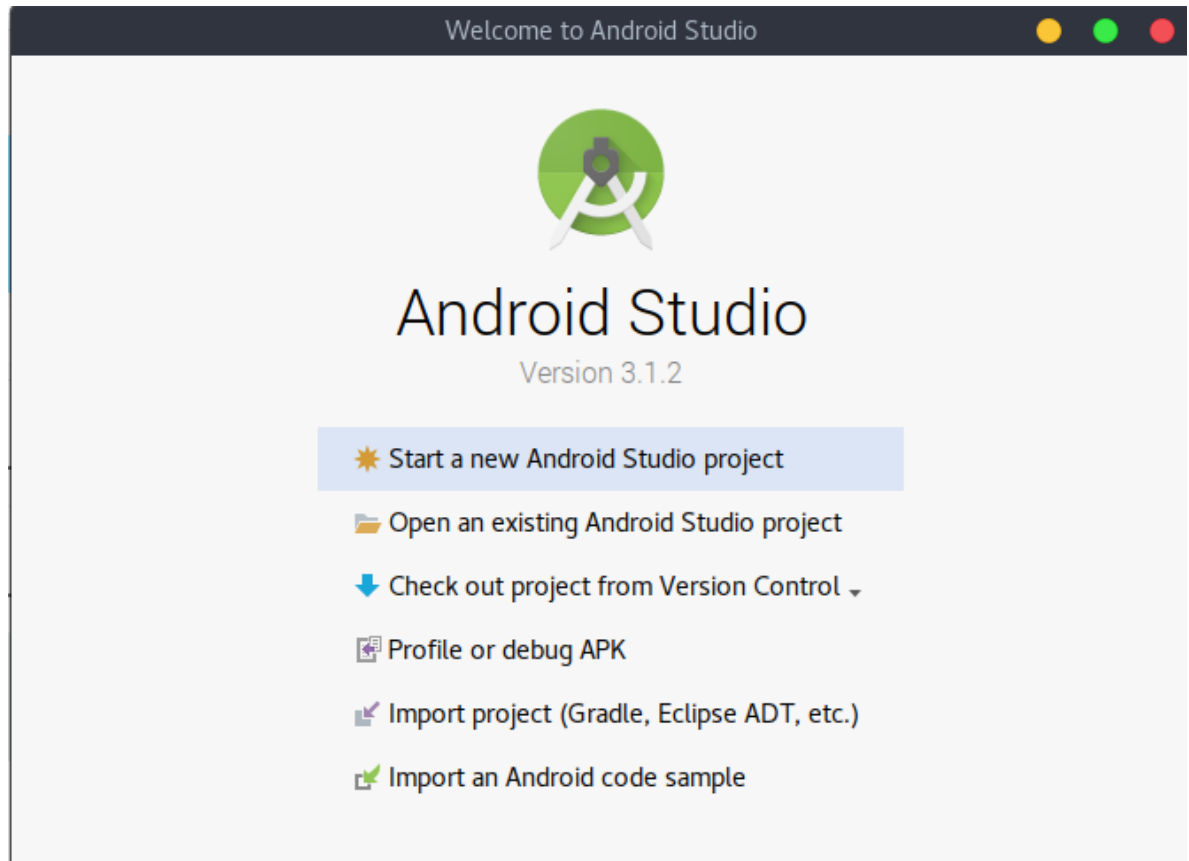 Welcome to Android Studio
Android Studio
Version 3.1.2
Start a new Android Studio project
Open an existing Android Studio project
Check out project from Version Control
Profile or debug APK
Import project (Gradle, Eclipse ADT, etc.)
Import an Android code sample